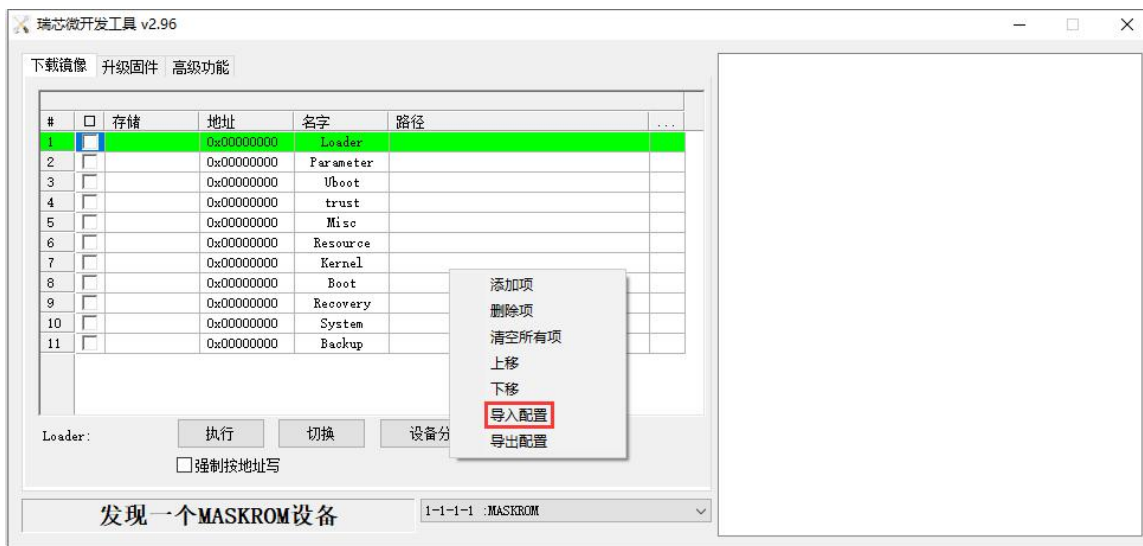 瑞芯微开发工具 v2.96
下载镜像 升级固件 高级功能
# 存储 地址 名字 路径 ...
1 0x00000000 Loader
2 0x00000000 Parameter
3 0x00000000 Uboot
4 0x00000000 trust
5 0x00000000 Misc
6 0x00000000 Resource
7 0x00000000 Kernel
8 0x00000000 Boot
9 0x00000000 Recovery
10 0x00000000 System
11 0x00000000 Backup
添加项
删除项
清空所有项
上移
下移
导入配置
导出配置
Loader: 执行 切换 设备分
强制按地址写
发现一个MASKROM设备 1-1-1-1 :MASKROM